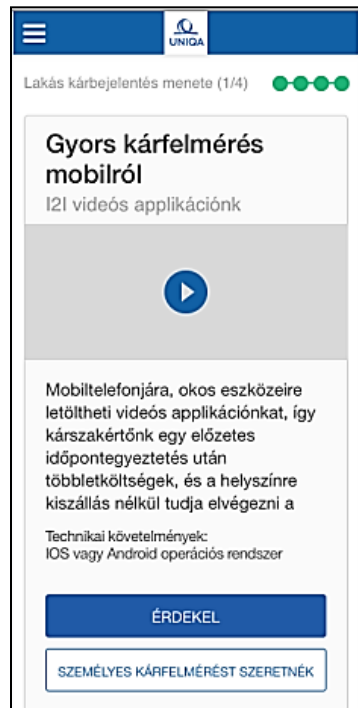 UNIQA
Lakás kárbejelentés menete (1/4)
Gyors kárfelmérés
mobilról
I2I videós applikációnk
Mobiltelefonjára, okos eszközeire
letöltheti videós applikációnkat, így
kárszakértőnk egy előzetes
időpontegyeztetés után
többletköltségek, és a helyszínre
kiszállás nélkül tudja elvégezni a
Technikai követelmények:
IOS vagy Android operációs rendszer
ÉRDEKEL
SZEMÉLYES KÁRFELMÉRÉST SZERETNÉK